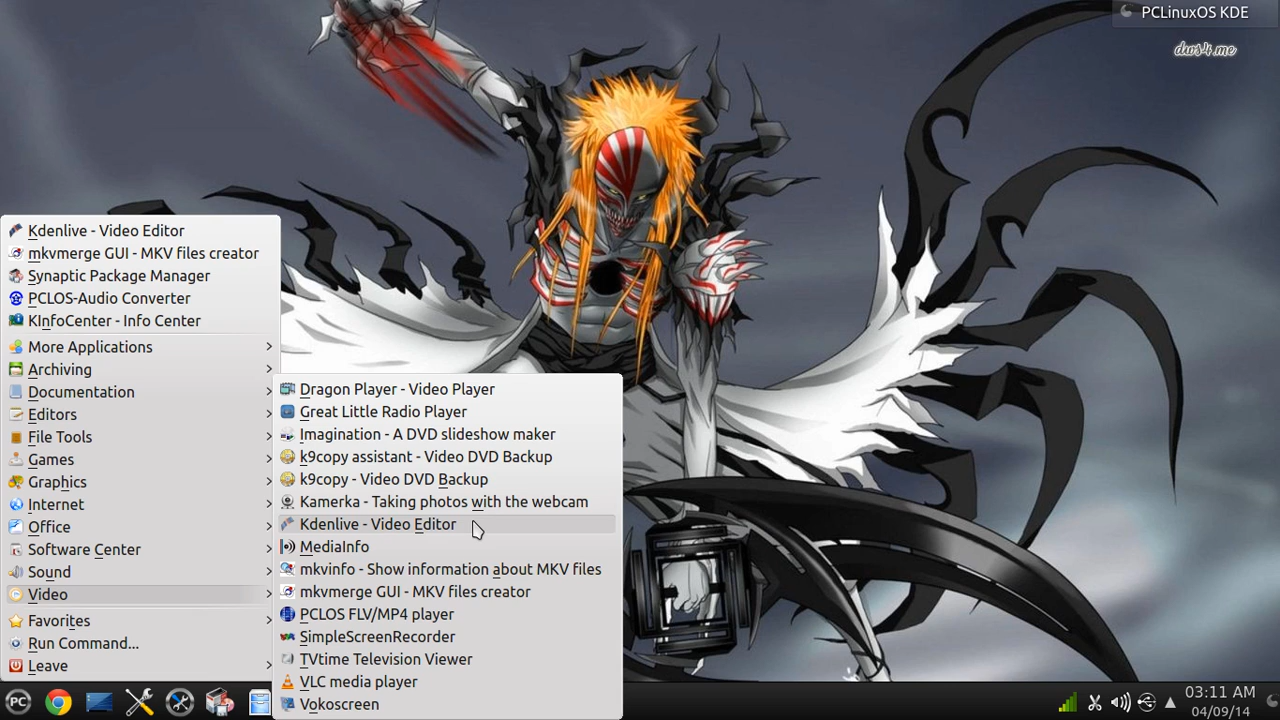 PCLinuxOS KDE
dws4.me
Kdenlive - Video Editor
mkvmerge GUI - MKV files creator
Synaptic Package Manager
PCLOS-Audio Converter
KInfoCenter - Info Center
More Applications
Archiving
Documentation
Editors
File Tools
Games
Graphics
Internet
Office
Software Center
Sound
Video
Favorites
Run Command...
Leave
Dragon Player - Video Player
Great Little Radio Player
Imagination - A DVD slideshow maker
k9copy assistant - Video DVD Backup
k9copy - Video DVD Backup
Kamerka - Taking photos with the webcam
Kdenlive - Video Editor
MediaInfo
mkvinfo - Show information about MKV files
mkvmerge GUI - MKV files creator
PCLOS FLV/MP4 player
SimpleScreenRecorder
TVtime Television Viewer
VLC media player
Vokoscreen
PC
03:11 AM
04/09/14